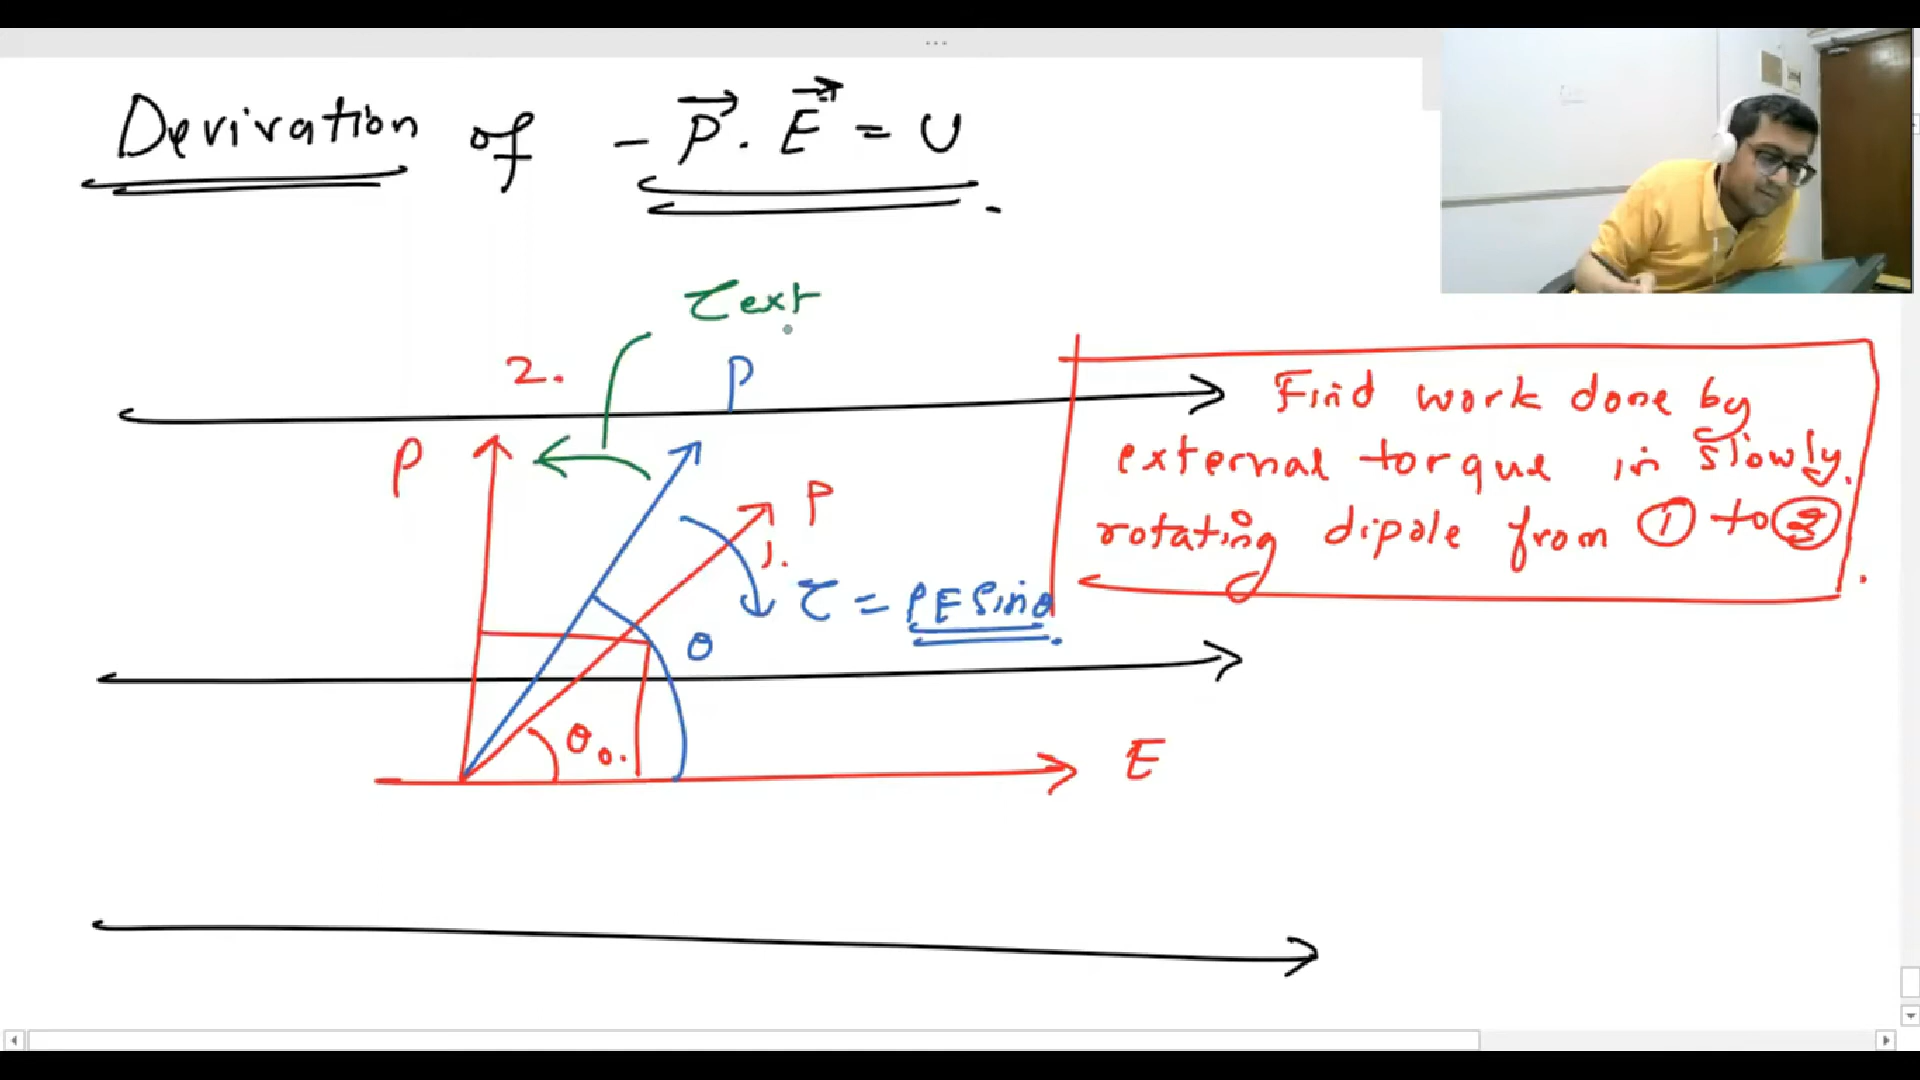 Derivation of - P. E = U.
τext
2. P
Find work done by
external torque in slowly.
rotating dipole from ① to
P
P
1.
τ = PE Sinθ.
θ
θ0.
E